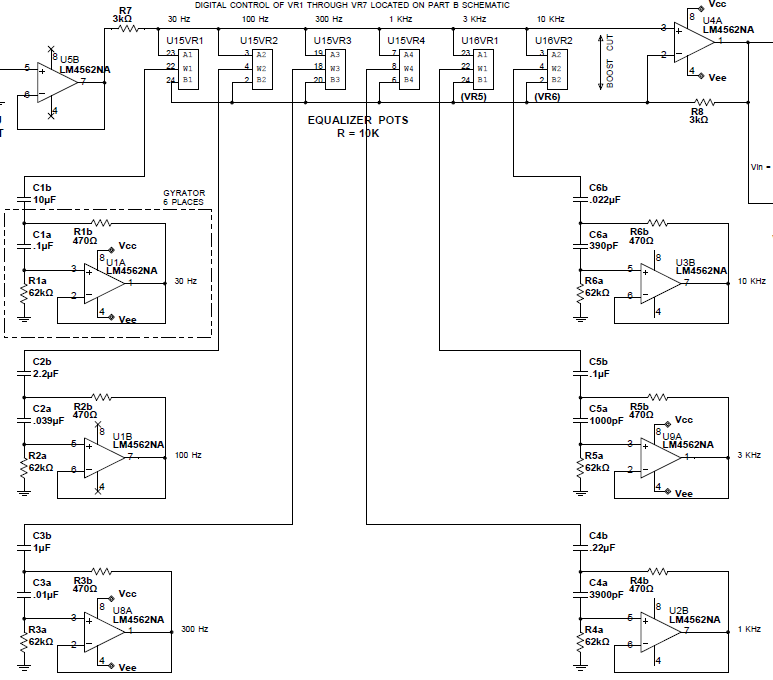 DIGITAL CONTROL OF VR1 THROUGH VR7 LOCATED ON PART B SCHEMATIC
R7
3kΩ
30 Hz
100 Hz
300 Hz
1 KHz
3 KHz
10 KHz
Vcc
8
U4A
LM4562NA
3
1
2
4
Vee
U15VR1
U15VR2
U15VR3
U15VR4
U16VR1
U16VR2
23
A1
22
W1
24
B1
3
A2
4
W2
2
B2
19
A3
18
W3
20
B3
7
A4
8
W4
6
B4
23
A1
22
W1
24
B1
3
A2
4
W2
2
B2
(VR5)
(VR6)
BOOST CUT
8
U5B
LM4562NA
5
7
6
4
R8
3kΩ
EQUALIZER POTS
R = 10K
T
Vin =
C1b
10µF
GYRATOR
6 PLACES
C1a
.1µF
R1b
470Ω
Vcc
8
U1A
LM4562NA
3
1
2
4
Vee
R1a
62kΩ
30 Hz
C6b
.022µF
C6a
390pF
R6b
470Ω
8
U3B
LM4562NA
5
7
6
4
R6a
62kΩ
10 KHz
C2b
2.2µF
C2a
.039µF
R2b
470Ω
8
U1B
LM4562NA
5
7
6
4
R2a
62kΩ
100 Hz
C5b
.1µF
C5a
1000pF
R5b
470Ω
Vcc
8
U9A
LM4562NA
3
1
2
4
Vee
R5a
62kΩ
3 KHz
C3b
1µF
C3a
.01µF
R3b
470Ω
Vcc
8
U8A
LM4562NA
3
1
2
4
Vee
R3a
62kΩ
300 Hz
C4b
.22µF
C4a
3900pF
R4b
470Ω
8
U2B
LM4562NA
5
7
6
4
R4a
62kΩ
1 KHz